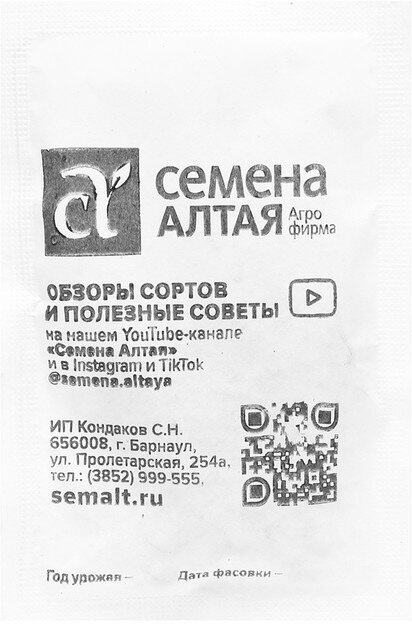 семена
АЛТАЯ Агро
фирма
ОБЗОРЫ СОРТОВ
И ПОЛЕЗНЫЕ СОВЕТЫ
на нашем YouTube-канале
«Семена Алтая»
и в Instagram и TikTok
@semena.altaya
ИП Кондаков С.Н.
656008, г. Барнаул,
ул. Пролетарская, 254а,
тел.: (3852) 999-555,
semalt.ru
Год урожая – Дата фасовки –